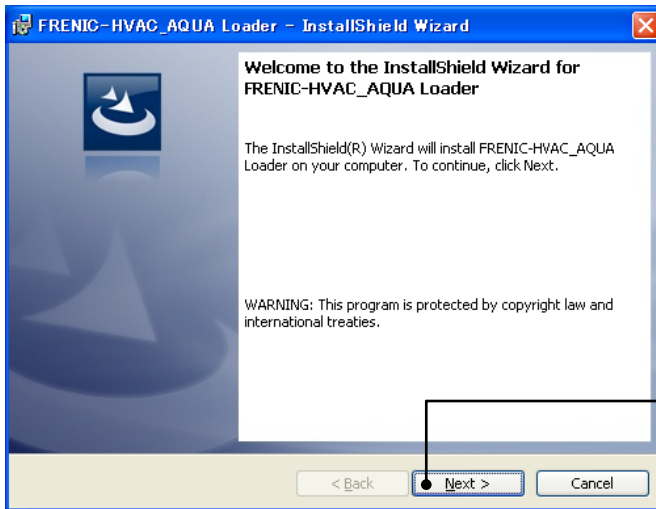 FRENIC-HVAC_AQUA Loader - InstallShield Wizard
Welcome to the InstallShield Wizard for
FRENIC-HVAC_AQUA Loader
The InstallShield(R) Wizard will install FRENIC-HVAC_AQUA
Loader on your computer. To continue, click Next.
WARNING: This program is protected by copyright law and
international treaties.
< Back
Next >
Cancel